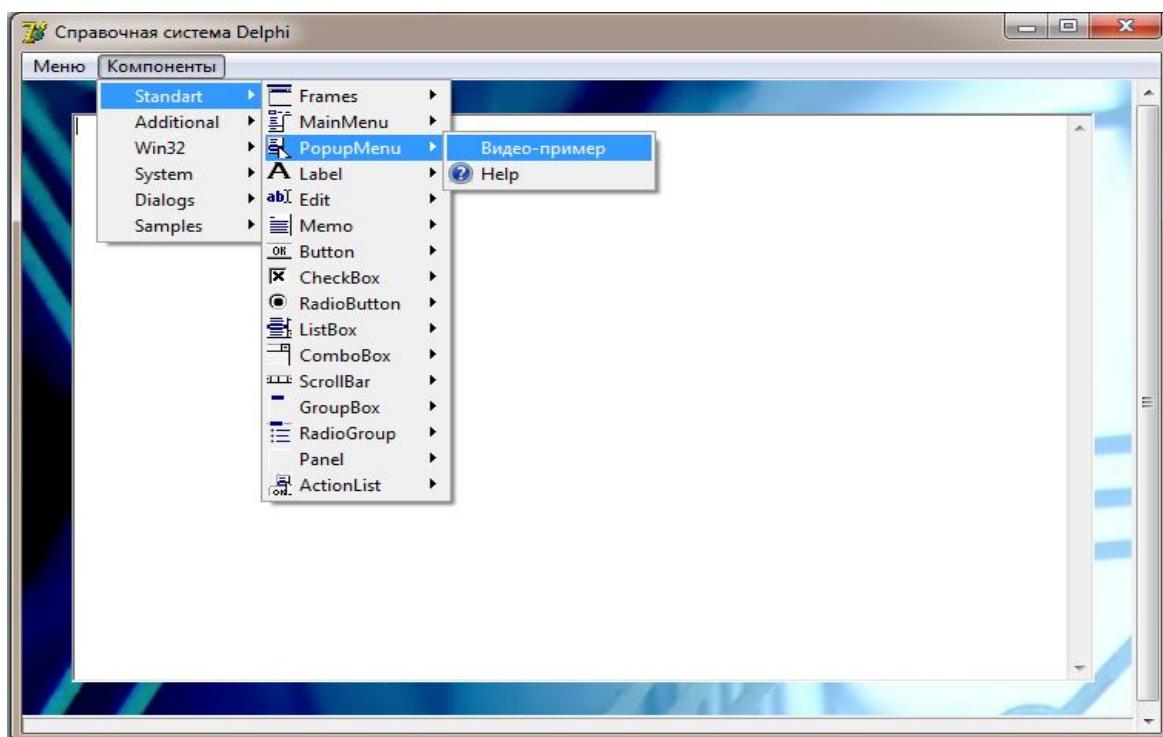 Справочная система Delphi
Меню Компоненты
Standart
Additional
Win32
System
Dialogs
Samples
Frames
MainMenu
PopupMenu
Label
Edit
Memo
Button
CheckBox
RadioButton
ListBox
ComboBox
ScrollBar
GroupBox
RadioGroup
Panel
ActionList
Видео-пример
Help